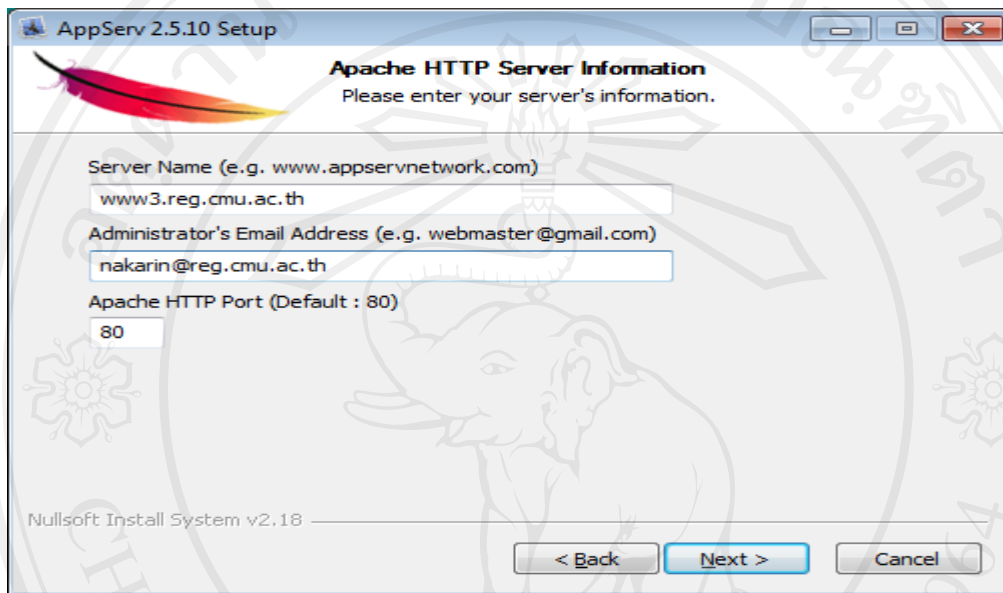 AppServ 2.5.10 Setup
Apache HTTP Server Information
Please enter your server's information.
Server Name (e.g. www.appservnetwork.com)
www3.reg.cmu.ac.th
Administrator's Email Address (e.g. webmaster@gmail.com)
nakarin@reg.cmu.ac.th
Apache HTTP Port (Default : 80)
80
Nullsoft Install System v2.18
< Back
Next >
Cancel